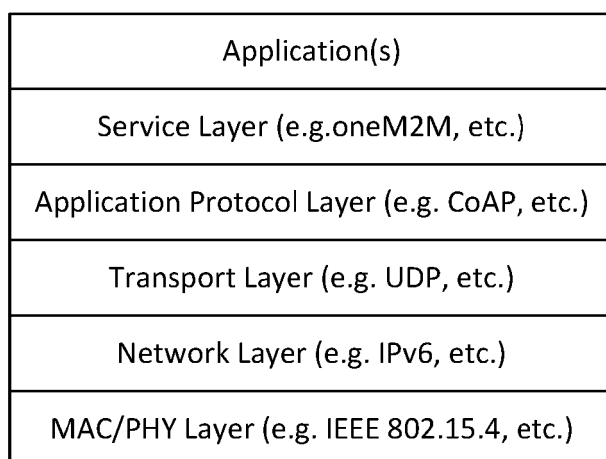 Application(s)
Service Layer (e.g.oneM2M, etc.)
Application Protocol Layer (e.g. CoAP, etc.)
Transport Layer (e.g. UDP, etc.)
Network Layer (e.g. IPv6, etc.)
MAC/PHY Layer (e.g. IEEE 802.15.4, etc.)